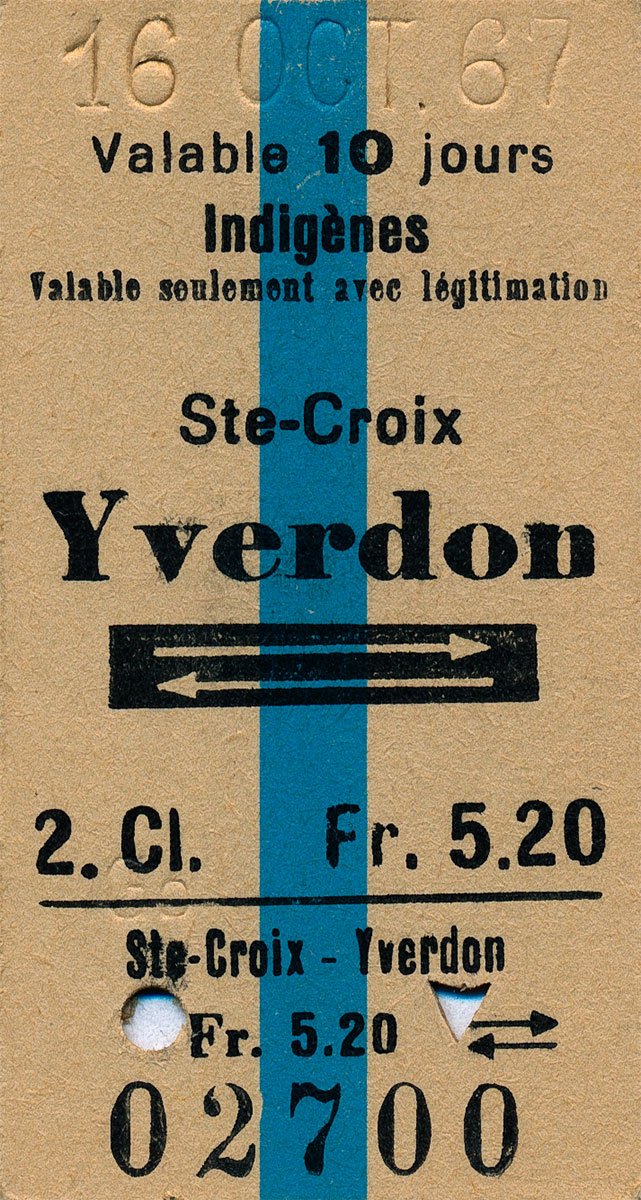 16 OCT. 67
Valable 10 jours
Indigènes
Valable seulement avec légitimation
Ste-Croix
Yverdon
2. Cl. Fr. 5.20
Ste-Croix - Yverdon
Fr. 5.20
02700